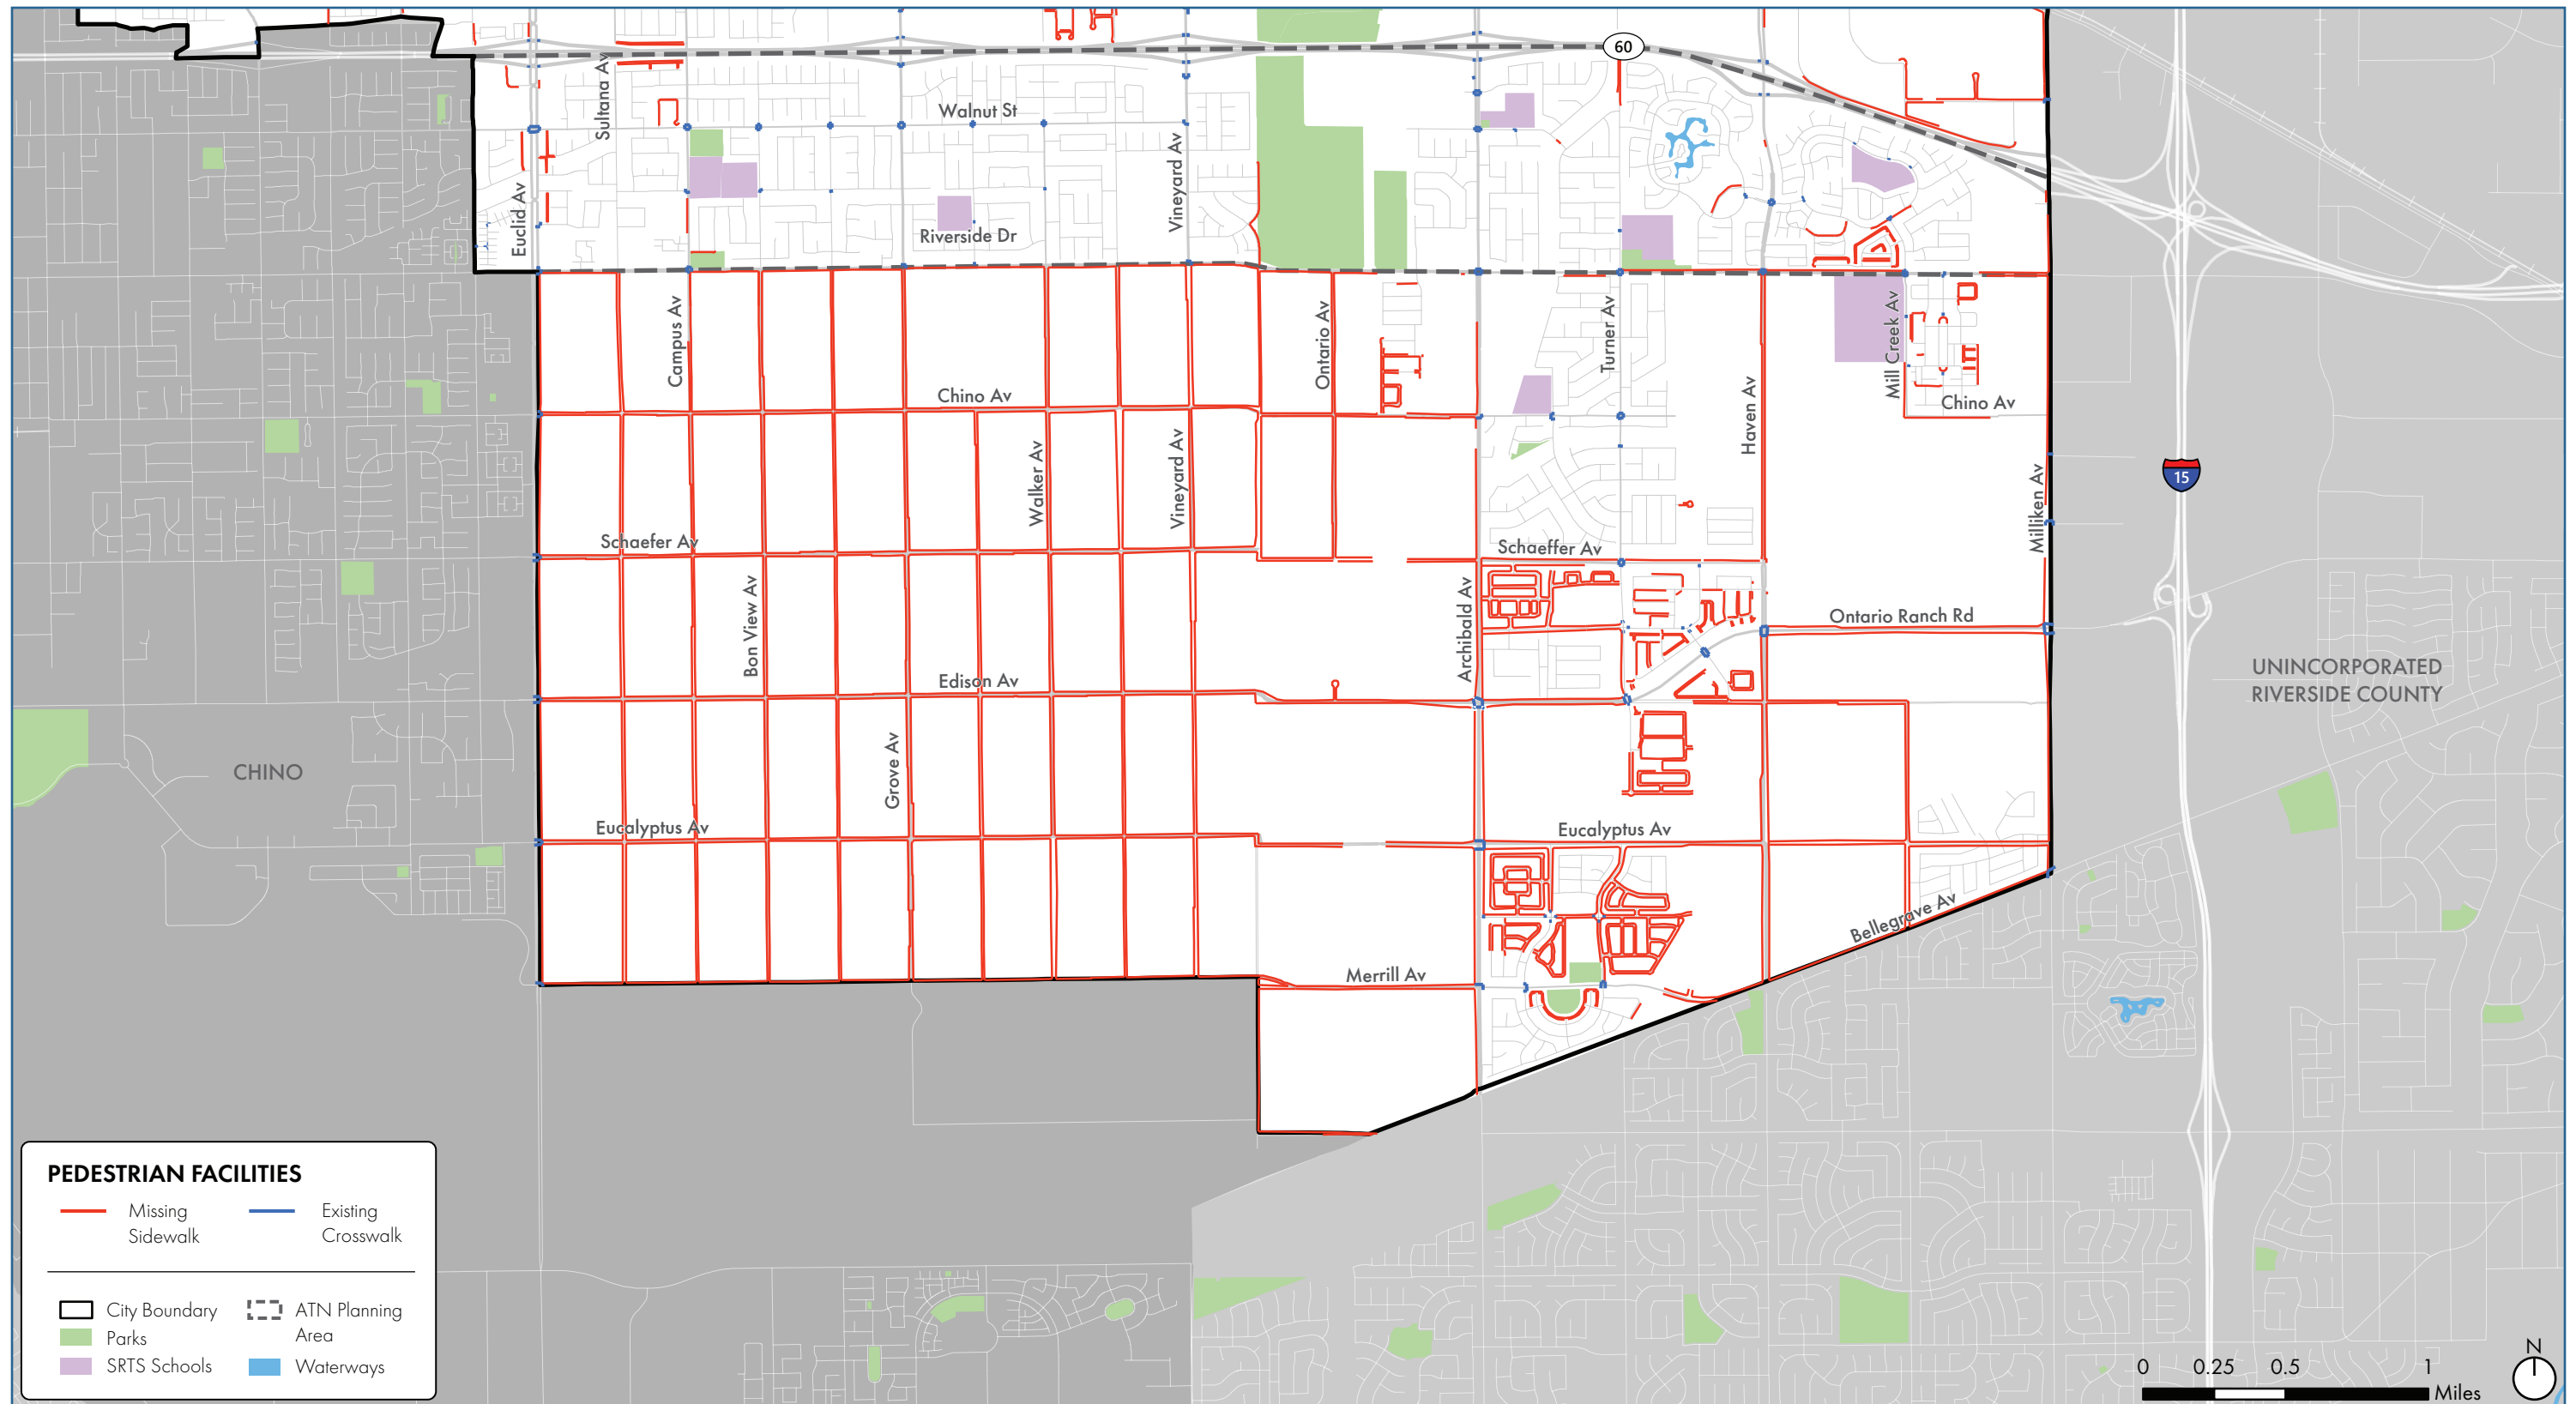 60
Sultana Av
Walnut St
Vineyard Av
Euclid Av
Riverside Dr
Campus Av
Ontario Av
Turner Av
Mill Creek Av
Chino Av
Chino Av
Haven Av
Walker Av
Vineyard Av
Milliken Av
15
Schaefer Av
Schaeffer Av
Bon View Av
Archibald Av
Ontario Ranch Rd
UNINCORPORATED
RIVERSIDE COUNTY
Edison Av
Grove Av
CHINO
Eucalyptus Av
Eucalyptus Av
Bellegrave Av
Merrill Av
PEDESTRIAN FACILITIES
Missing
Sidewalk
Existing
Crosswalk
City Boundary
ATN Planning
Area
Parks
SRTS Schools
Waterways
N
0 0.25 0.5 1
Miles